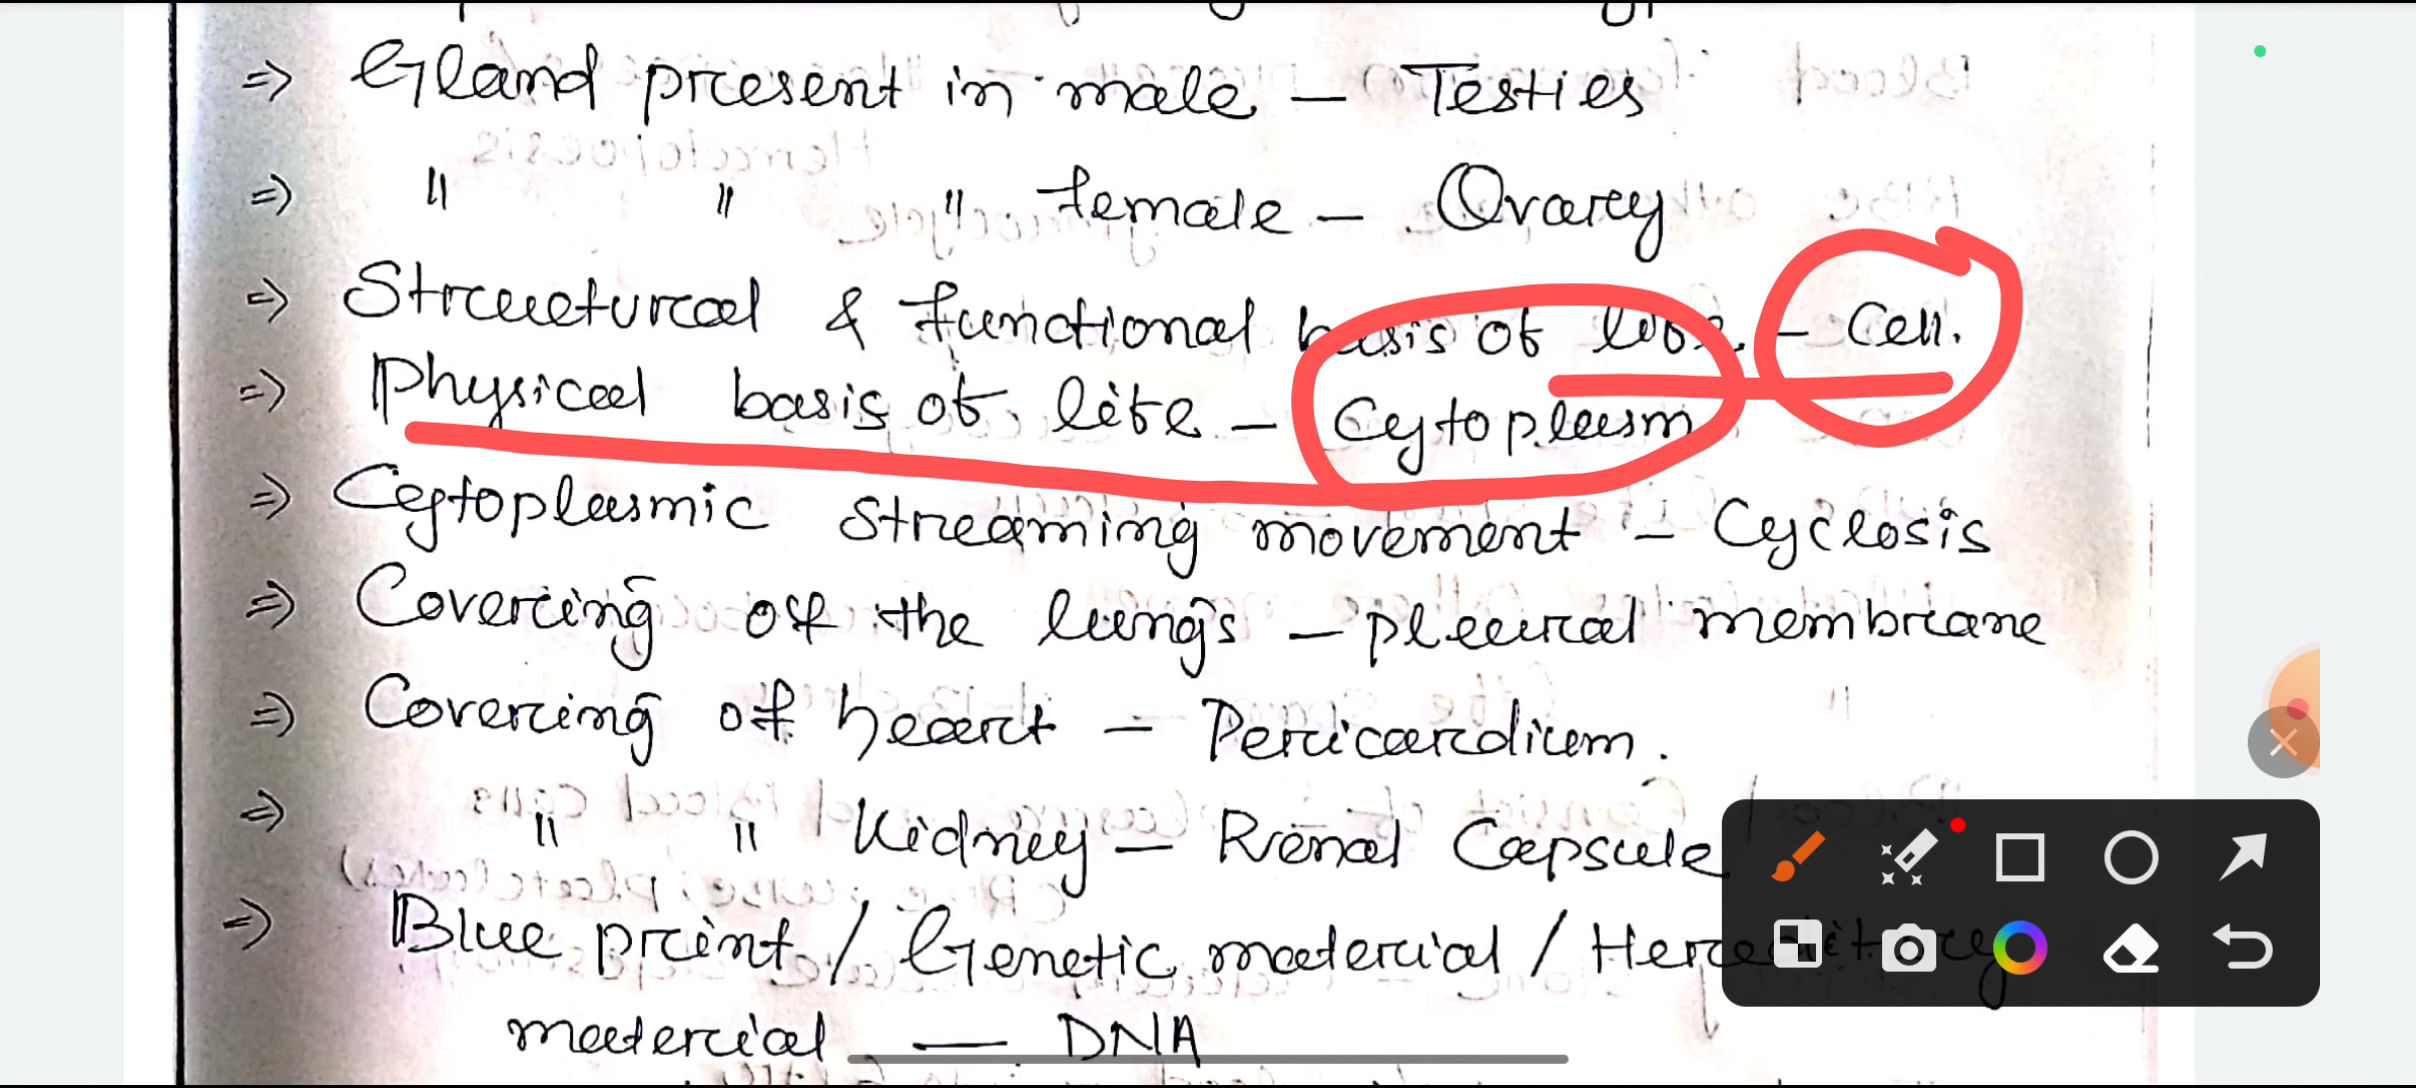 => Gland present in male – Testies
=> " " " female – Ovary
=> Structural & functional basis of life – Cell.
=> Physical basis of life – Cytoplasm
=> Cytoplasmic Streaming movement – Cyclosis
=> Covering of the lungs – pleural membrane
=> Covering of heart – Pericardium.
=> " " Kidney – Renal Capsule
=> Blue print / Genetic material / Hereditary
material — DNA